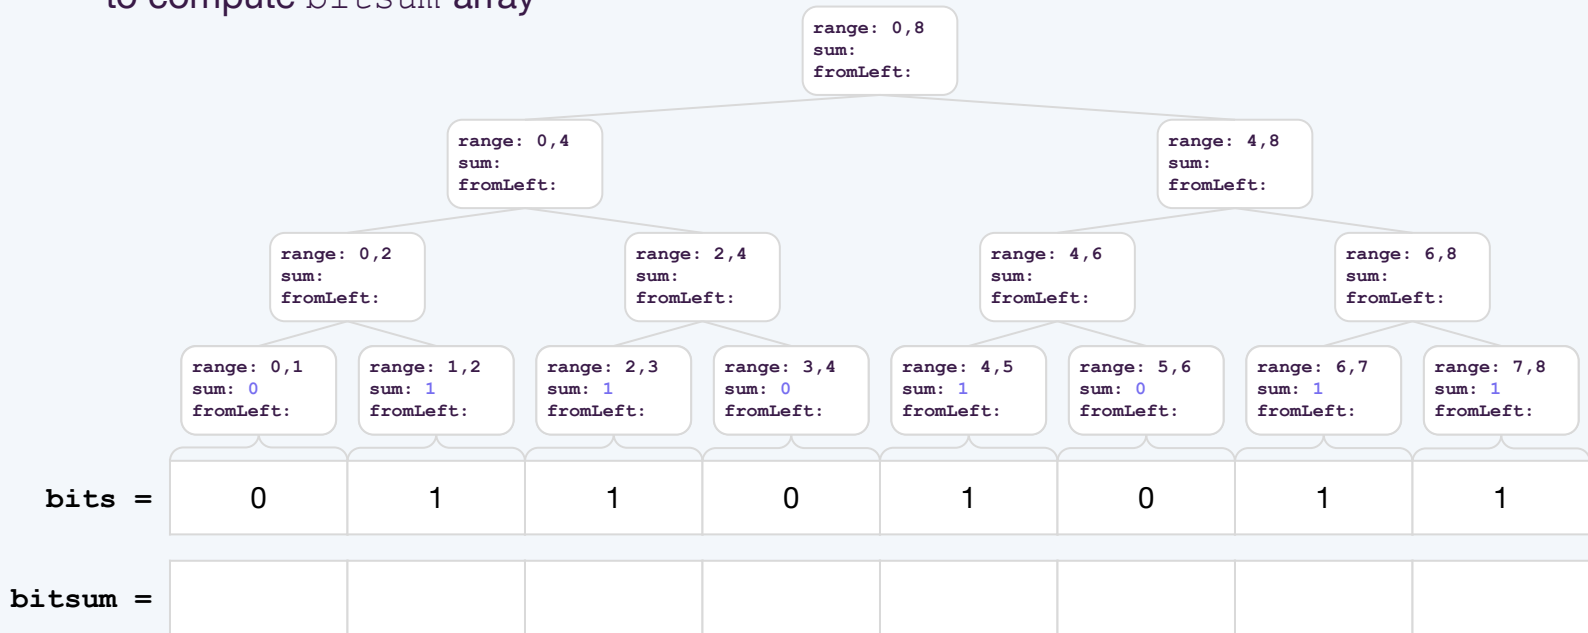 to compute bitsum array
range: 0,8
sum:
fromLeft:
range: 0,4
sum:
fromLeft:
range: 4,8
sum:
fromLeft:
range: 0,2
sum:
fromLeft:
range: 2,4
sum:
fromLeft:
range: 4,6
sum:
fromLeft:
range: 6,8
sum:
fromLeft:
range: 0,1
sum: 0
fromLeft:
range: 1,2
sum: 1
fromLeft:
range: 2,3
sum: 1
fromLeft:
range: 3,4
sum: 0
fromLeft:
range: 4,5
sum: 1
fromLeft:
range: 5,6
sum: 0
fromLeft:
range: 6,7
sum: 1
fromLeft:
range: 7,8
sum: 1
fromLeft:
bits = 0 1 1 0 1 0 1 1
bitsum =